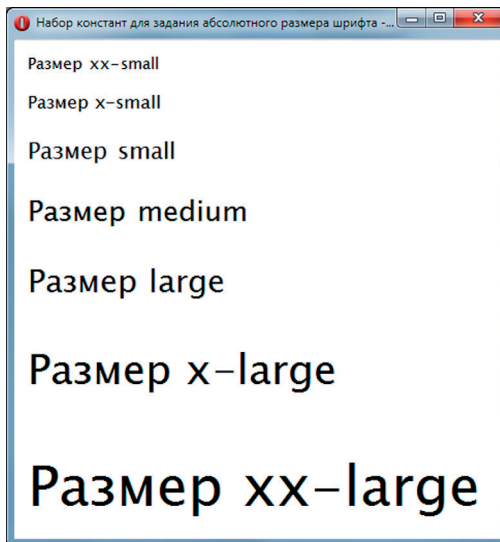 Набор констант для задания абсолютного размера шрифта -...
Размер xx-small
Размер x-small
Размер small
Размер medium
Размер large
Размер x-large
Размер xx-large